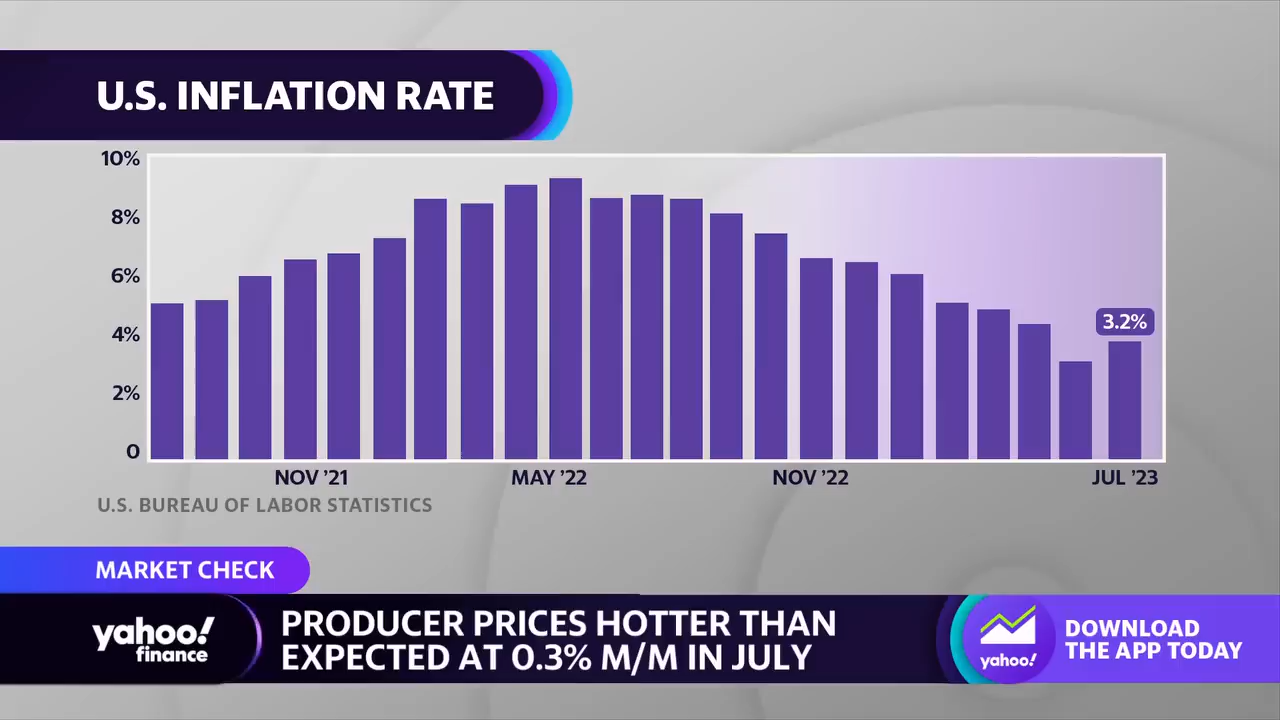 U.S. INFLATION RATE
10%
8%
6%
4%
2%
0
3.2%
NOV ’21
MAY ’22
NOV ’22
JUL ’23
U.S. BUREAU OF LABOR STATISTICS
MARKET CHECK
yahoo!
finance
PRODUCER PRICES HOTTER THAN
EXPECTED AT 0.3% M/M IN JULY
yahoo!
DOWNLOAD
THE APP TODAY